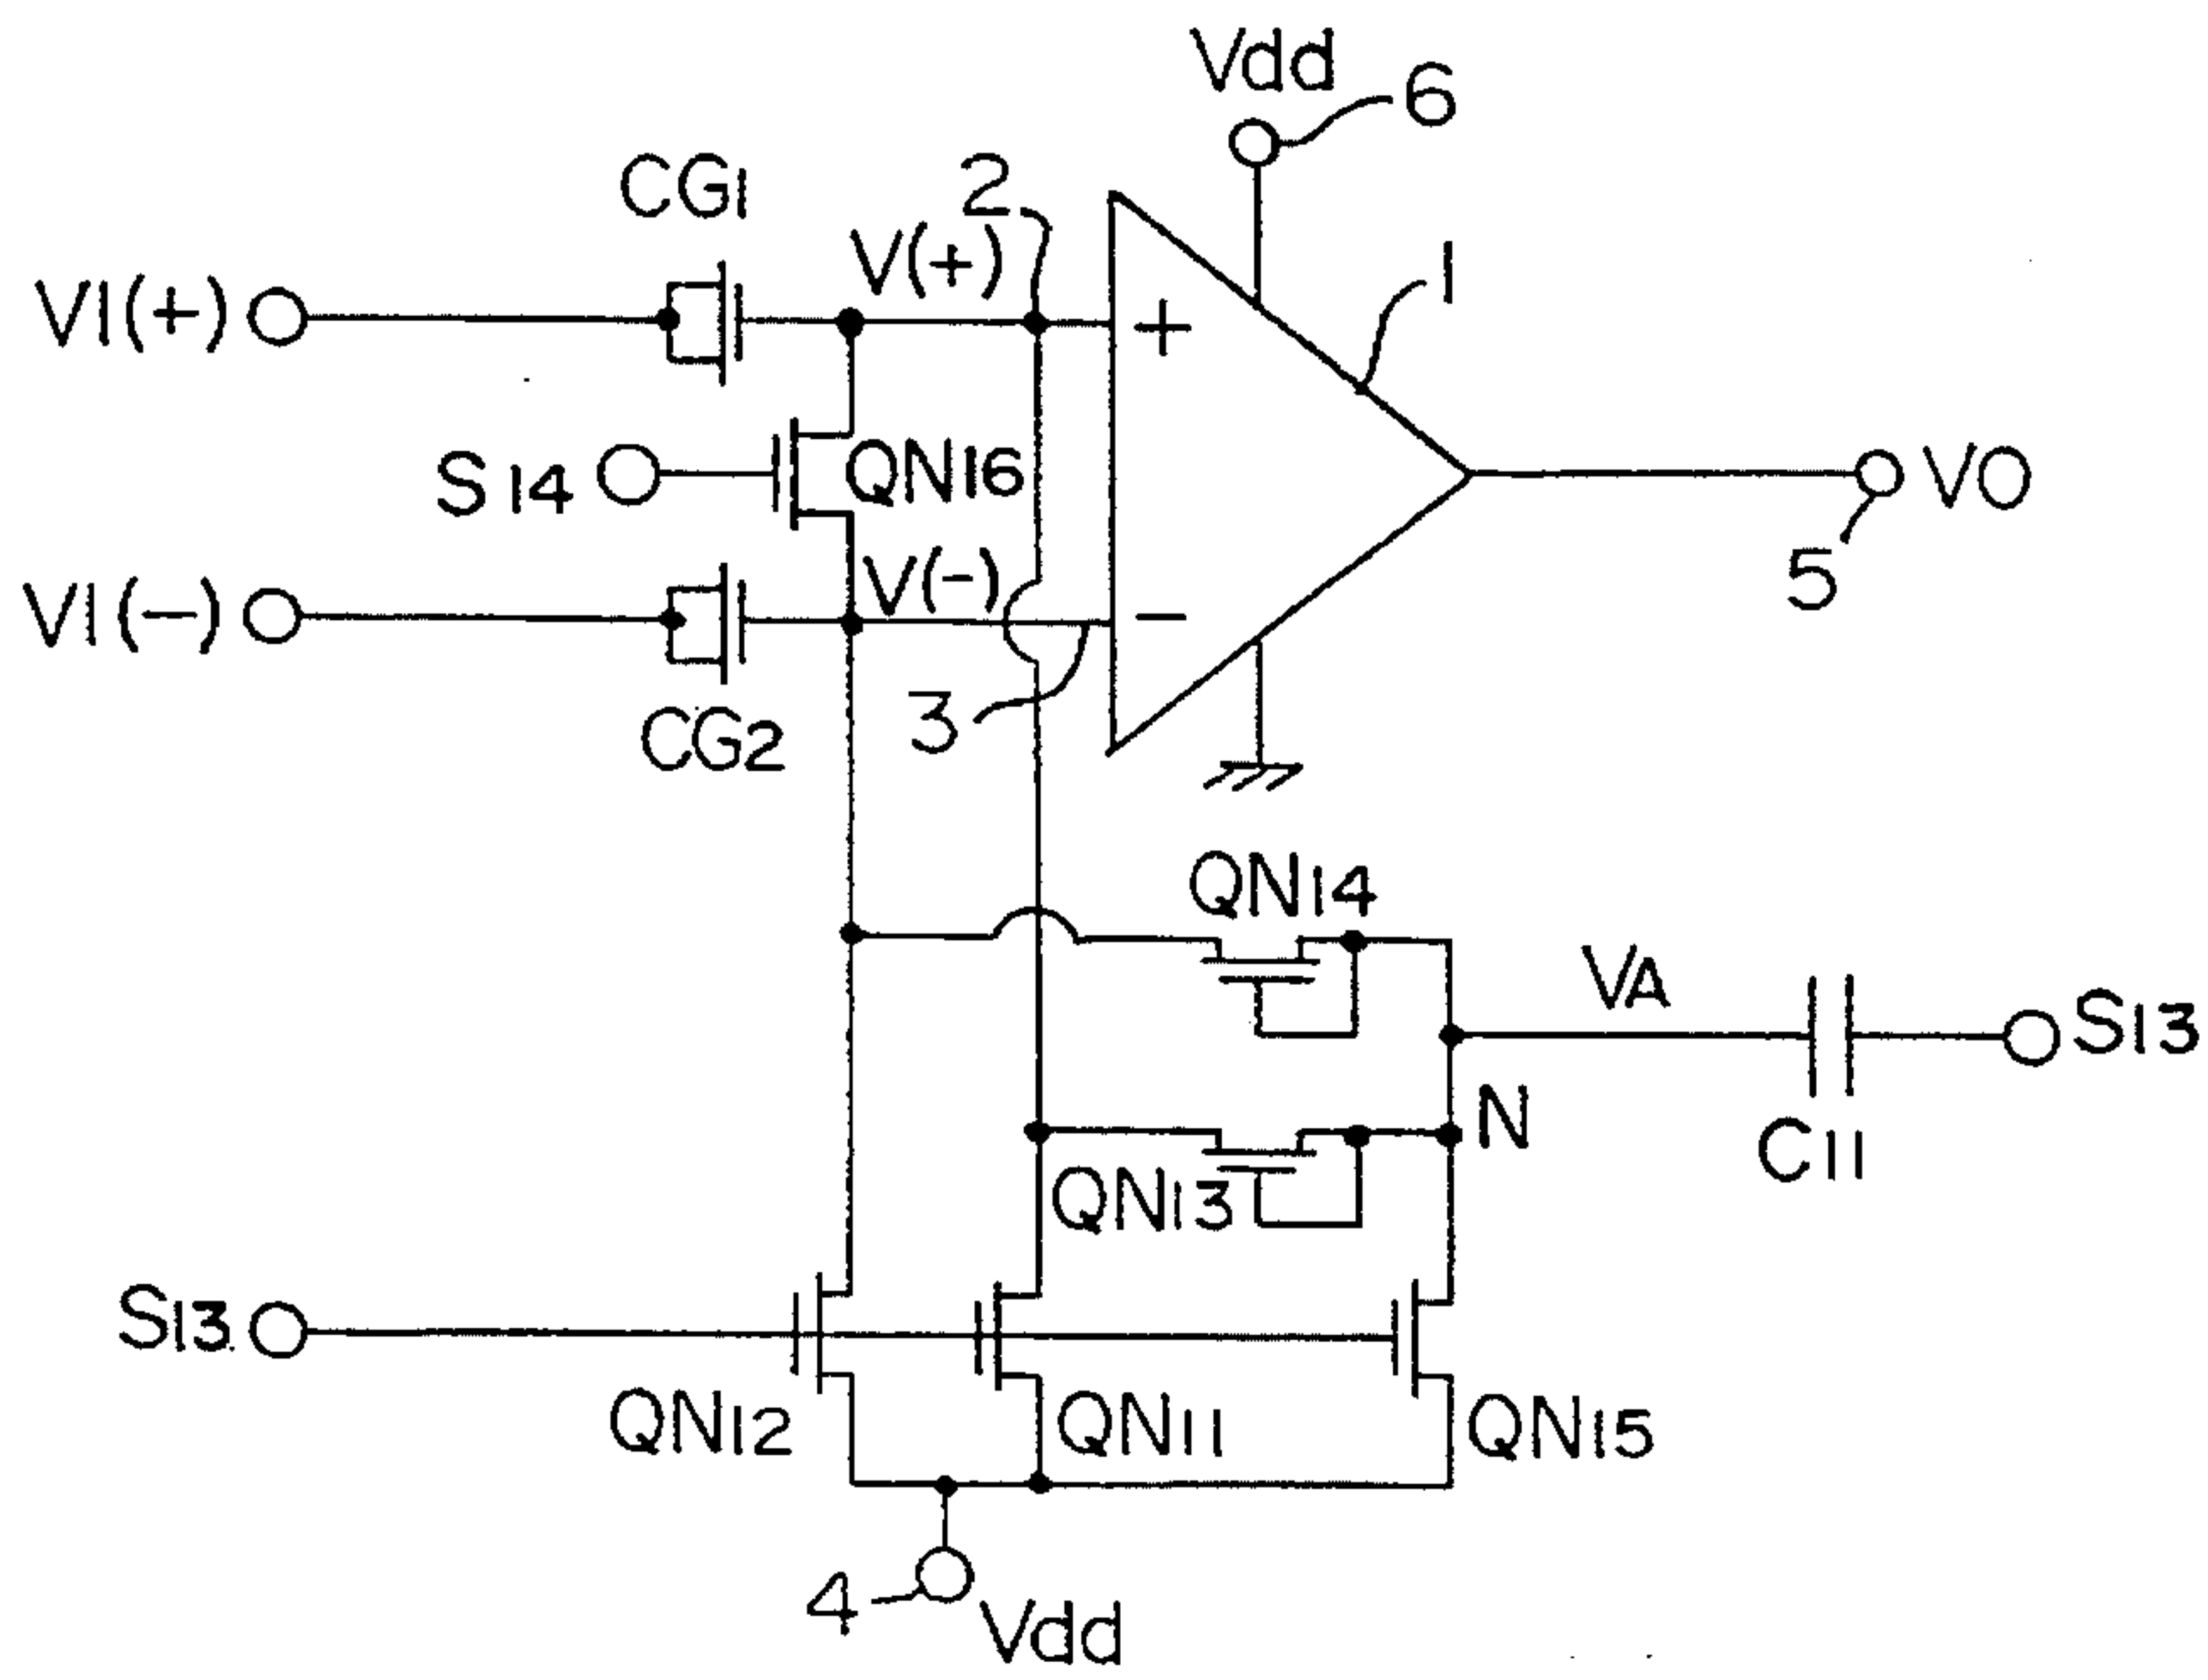 Vdd
6
CG1
2
V(+)
1
VI(+)
+
S14
QN16
VO
5
V(-)
VI(-)
-
3
CG2
QN14
VA
S13
N
C11
QN13
S13
QN12
QN11
QN15
4
Vdd